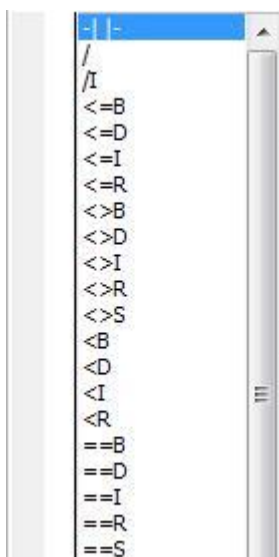 -| |-
/
/I
<=B
<=D
<=I
<=R
<>B
<>D
<>I
<>R
<>S
<B
<D
<I
<R
==B
==D
==I
==R
==S